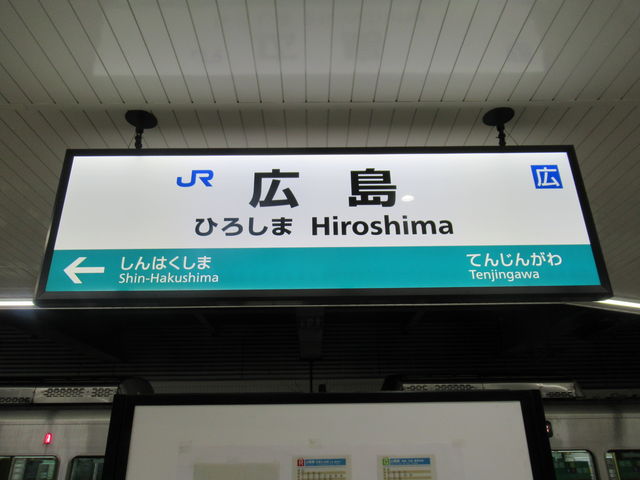 JR 広島 広
ひろしま Hiroshima
← しんはくしま てんじんがわ
Shin-Hakushima Tenjingawa